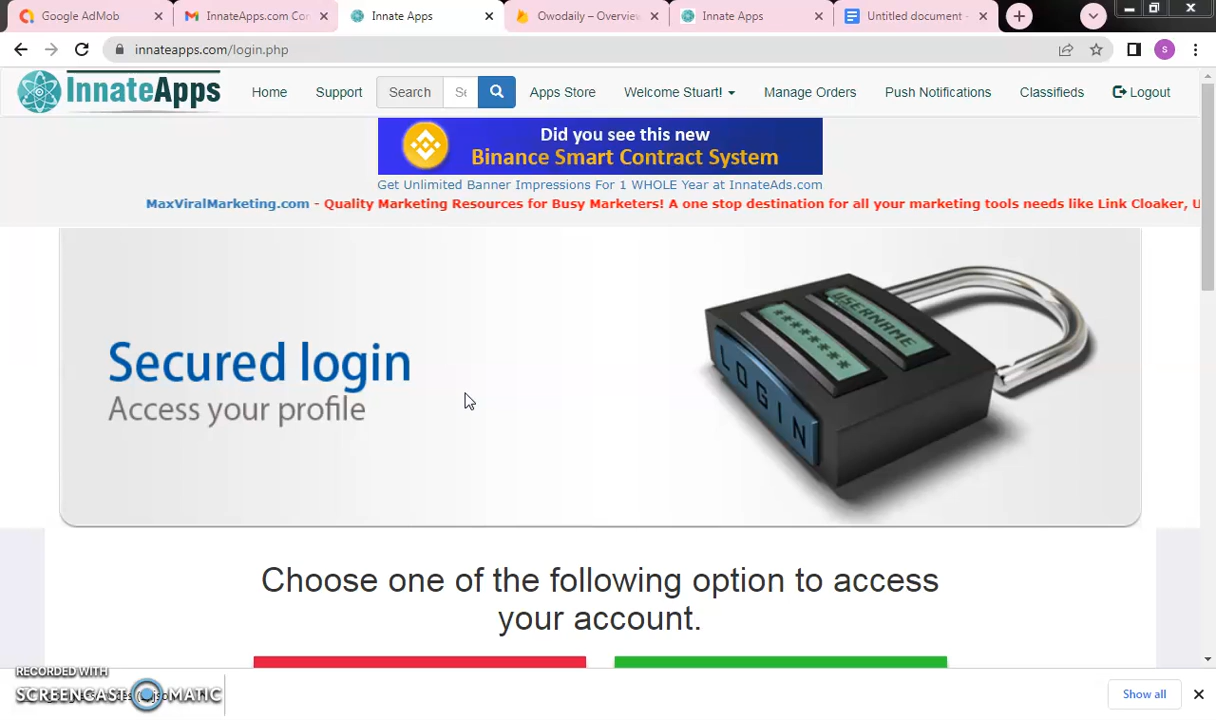 Google AdMob
InnateApps.com Cor
Innate Apps
Owodaily – Overview
Innate Apps
Untitled document -
innateapps.com/login.php
S
InnateApps
Home
Support
Search
Se
Apps Store
Welcome Stuart!
Manage Orders
Push Notifications
Classifieds
Logout
Did you see this new
Binance Smart Contract System
Get Unlimited Banner Impressions For 1 WHOLE Year at InnateAds.com
MaxViralMarketing.com - Quality Marketing Resources for Busy Marketers! A one stop destination for all your marketing tools needs like Link Cloaker, U
Secured login
Access your profile
********
USERNAME
LOGIN
Choose one of the following option to access
your account.
RECORDED WITH
SCREENCAST MATIC
Show all